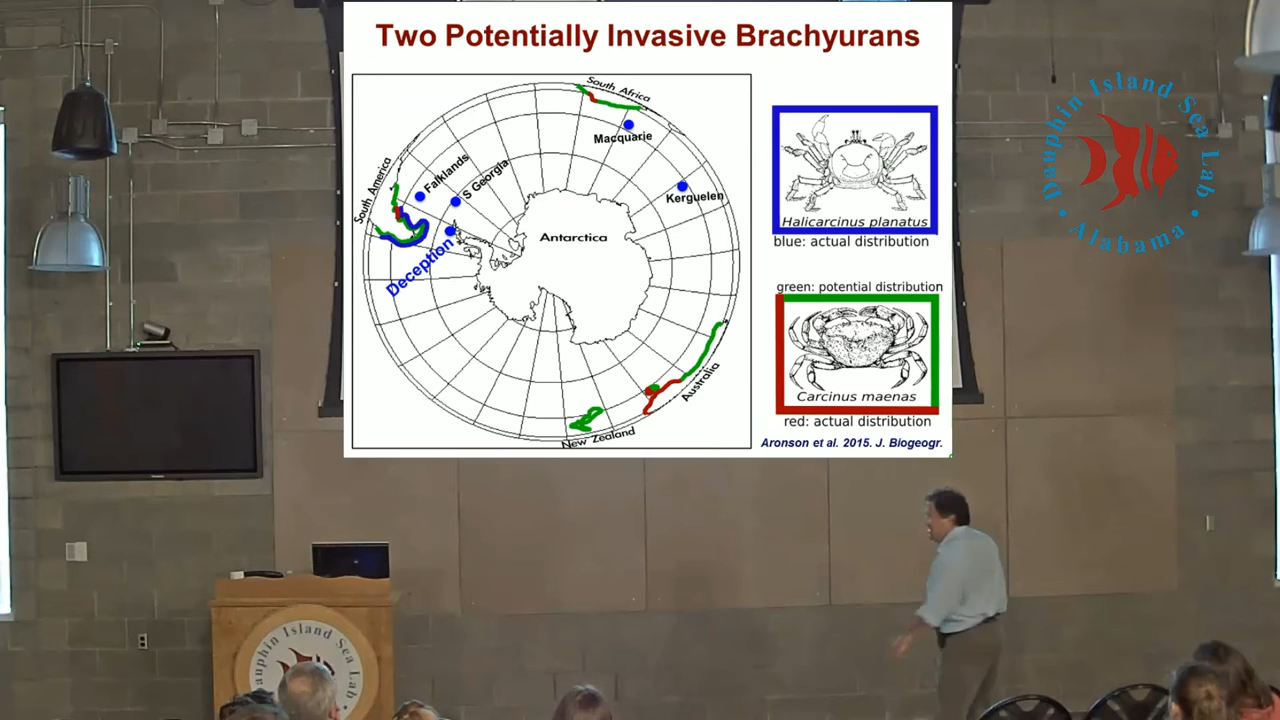 Two Potentially Invasive Brachyurans
South Africa
Macquarie
South America
Falklands
S Georgia
Kerguelen
Antarctica
Deception
Australia
New Zealand
Halicarcinus planatus
blue: actual distribution
green: potential distribution
Carcinus maenas
red: actual distribution
Aronson et al. 2015. J. Biogeogr.
Dauphin Island Sea Lab
• Alabama •
Dauphin Island Sea Lab